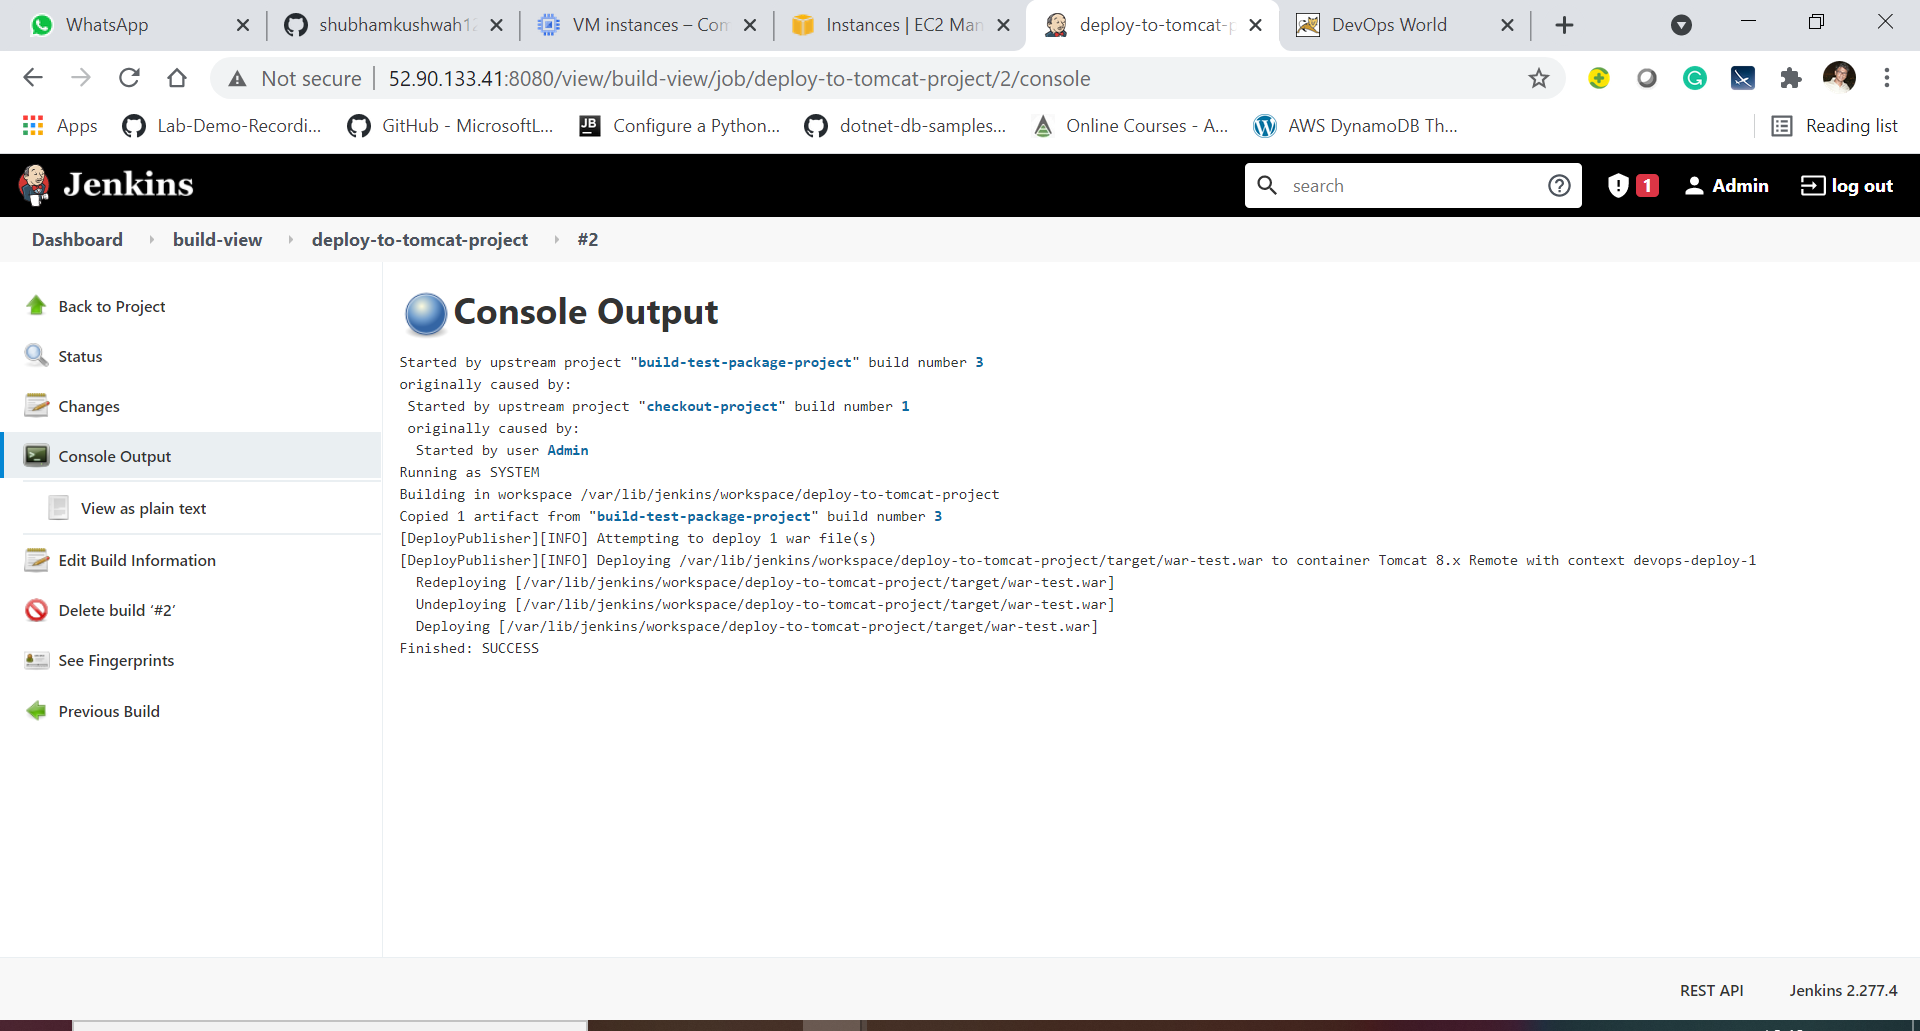 WhatsApp
shubhamkushwah12
VM instances – Com
Instances | EC2 Man
deploy-to-tomcat-p
DevOps World
Not secure
52.90.133.41:8080/view/build-view/job/deploy-to-tomcat-project/2/console
Apps
Lab-Demo-Recordi...
GitHub - MicrosoftL...
JB
Configure a Python...
dotnet-db-samples...
Online Courses - A...
AWS DynamoDB Th...
Reading list
Jenkins
search
1
Admin
log out
Dashboard
build-view
deploy-to-tomcat-project
#2
Back to Project
Status
Changes
Console Output
View as plain text
Edit Build Information
Delete build ‘#2’
See Fingerprints
Previous Build
Console Output
Started by upstream project "build-test-package-project" build number 3
originally caused by:
Started by upstream project "checkout-project" build number 1
originally caused by:
Started by user Admin
Running as SYSTEM
Building in workspace /var/lib/jenkins/workspace/deploy-to-tomcat-project
Copied 1 artifact from "build-test-package-project" build number 3
[DeployPublisher][INFO] Attempting to deploy 1 war file(s)
[DeployPublisher][INFO] Deploying /var/lib/jenkins/workspace/deploy-to-tomcat-project/target/war-test.war to container Tomcat 8.x Remote with context devops-deploy-1
Redeploying [/var/lib/jenkins/workspace/deploy-to-tomcat-project/target/war-test.war]
Undeploying [/var/lib/jenkins/workspace/deploy-to-tomcat-project/target/war-test.war]
Deploying [/var/lib/jenkins/workspace/deploy-to-tomcat-project/target/war-test.war]
Finished: SUCCESS
REST API
Jenkins 2.277.4